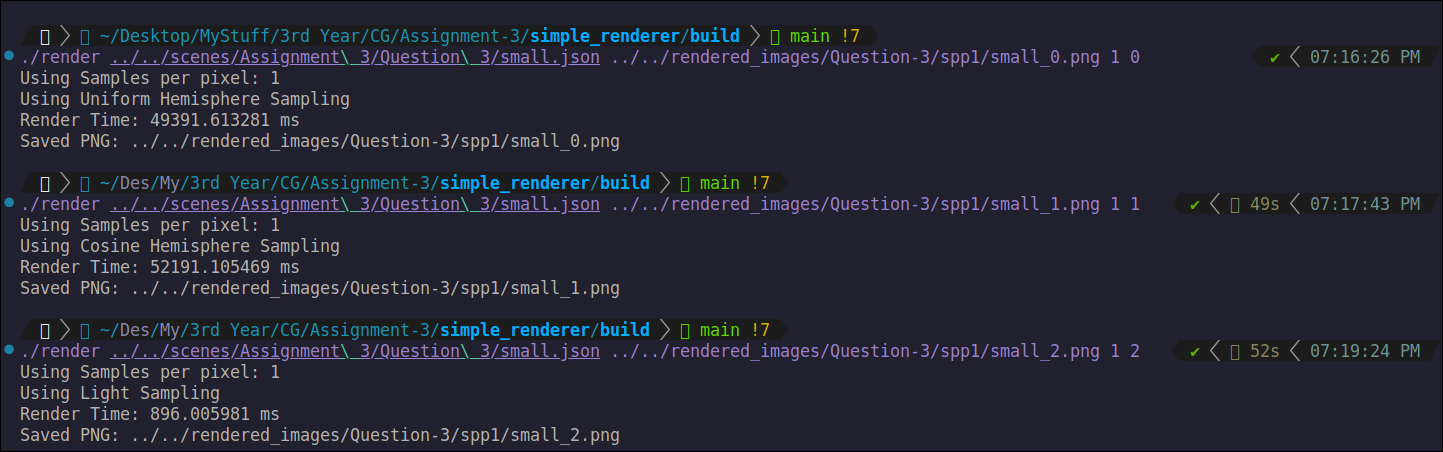 ~/Desktop/MyStuff/3rd Year/CG/Assignment-3/simple_renderer/build main !7
./render ../../scenes/Assignment\_3/Question\_3/small.json ../../rendered_images/Question-3/spp1/small_0.png 1 0 ✔ 07:16:26 PM
Using Samples per pixel: 1
Using Uniform Hemisphere Sampling
Render Time: 49391.613281 ms
Saved PNG: ../../rendered_images/Question-3/spp1/small_0.png
~/Des/My/3rd Year/CG/Assignment-3/simple_renderer/build main !7
./render ../../scenes/Assignment\_3/Question\_3/small.json ../../rendered_images/Question-3/spp1/small_1.png 1 1 ✔ 49s 07:17:43 PM
Using Samples per pixel: 1
Using Cosine Hemisphere Sampling
Render Time: 52191.105469 ms
Saved PNG: ../../rendered_images/Question-3/spp1/small_1.png
~/Des/My/3rd Year/CG/Assignment-3/simple_renderer/build main !7
./render ../../scenes/Assignment\_3/Question\_3/small.json ../../rendered_images/Question-3/spp1/small_2.png 1 2 ✔ 52s 07:19:24 PM
Using Samples per pixel: 1
Using Light Sampling
Render Time: 896.005981 ms
Saved PNG: ../../rendered_images/Question-3/spp1/small_2.png